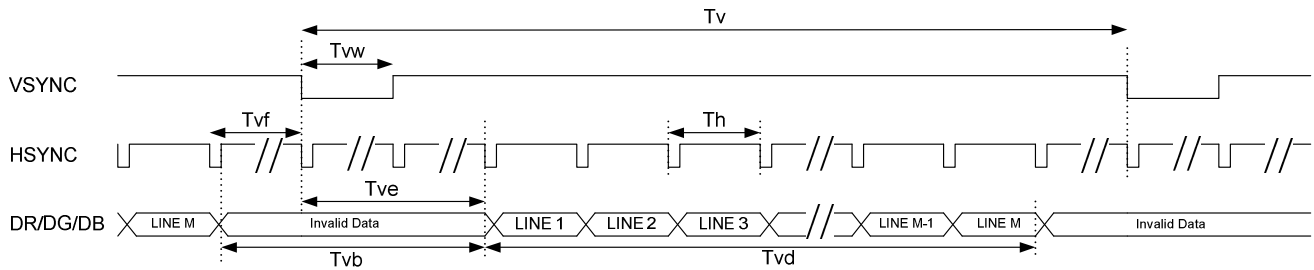 Tv
Tvw
VSYNC
Tvf
Th
HSYNC
Tve
DR/DG/DB
LINE M
Invalid Data
LINE 1
LINE 2
LINE 3
LINE M-1
LINE M
Invalid Data
Tvb
Tvd